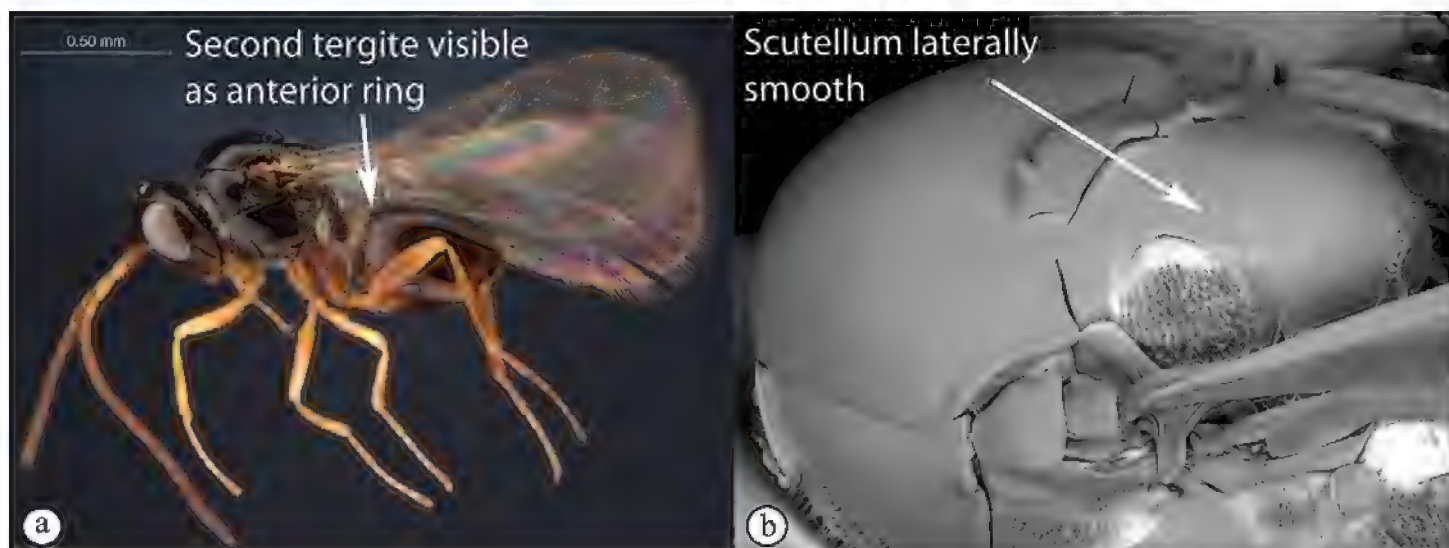 0.50 mm
Second tergite visible
as anterior ring
a
Scutellum laterally
smooth
b